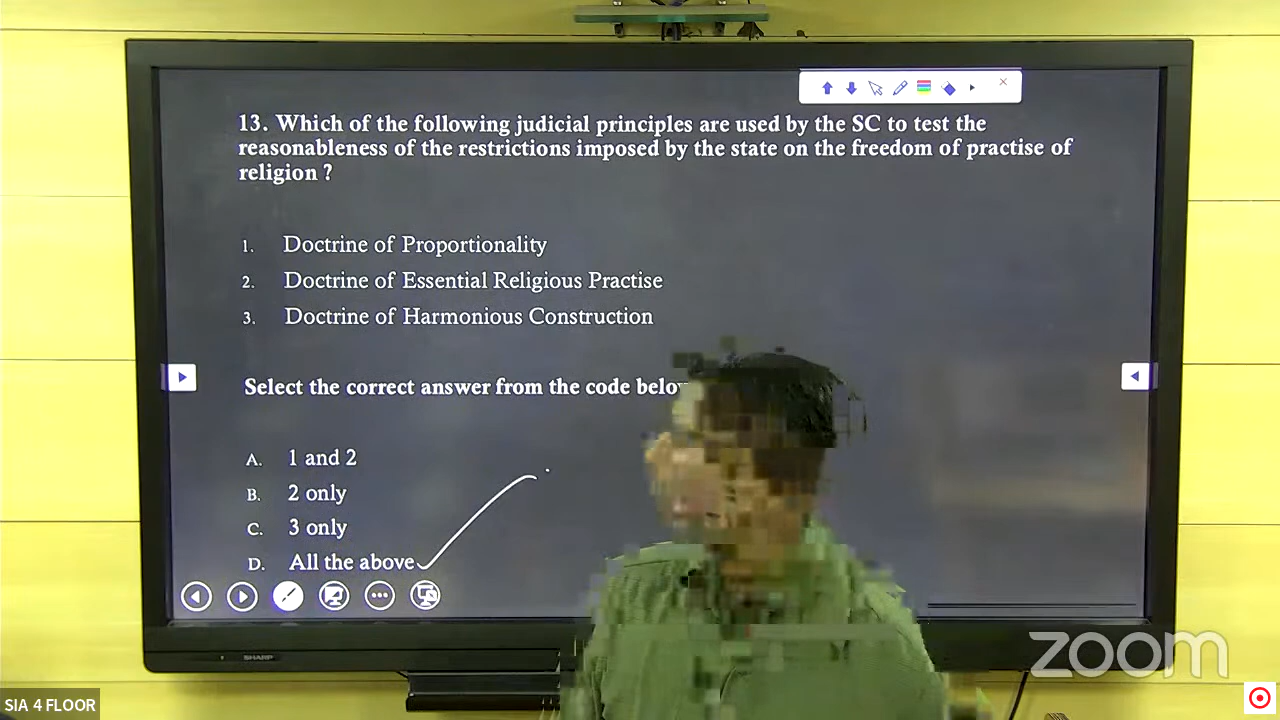 13. Which of the following judicial principles are used by the SC to test the
reasonableness of the restrictions imposed by the state on the freedom of practise of
religion ?
1. Doctrine of Proportionality
2. Doctrine of Essential Religious Practise
3. Doctrine of Harmonious Construction
Select the correct answer from the code
A. 1 and 2
B. 2 only
C. 3 only
D. All the above
SHARP
zoom
SIA 4 FLOOR